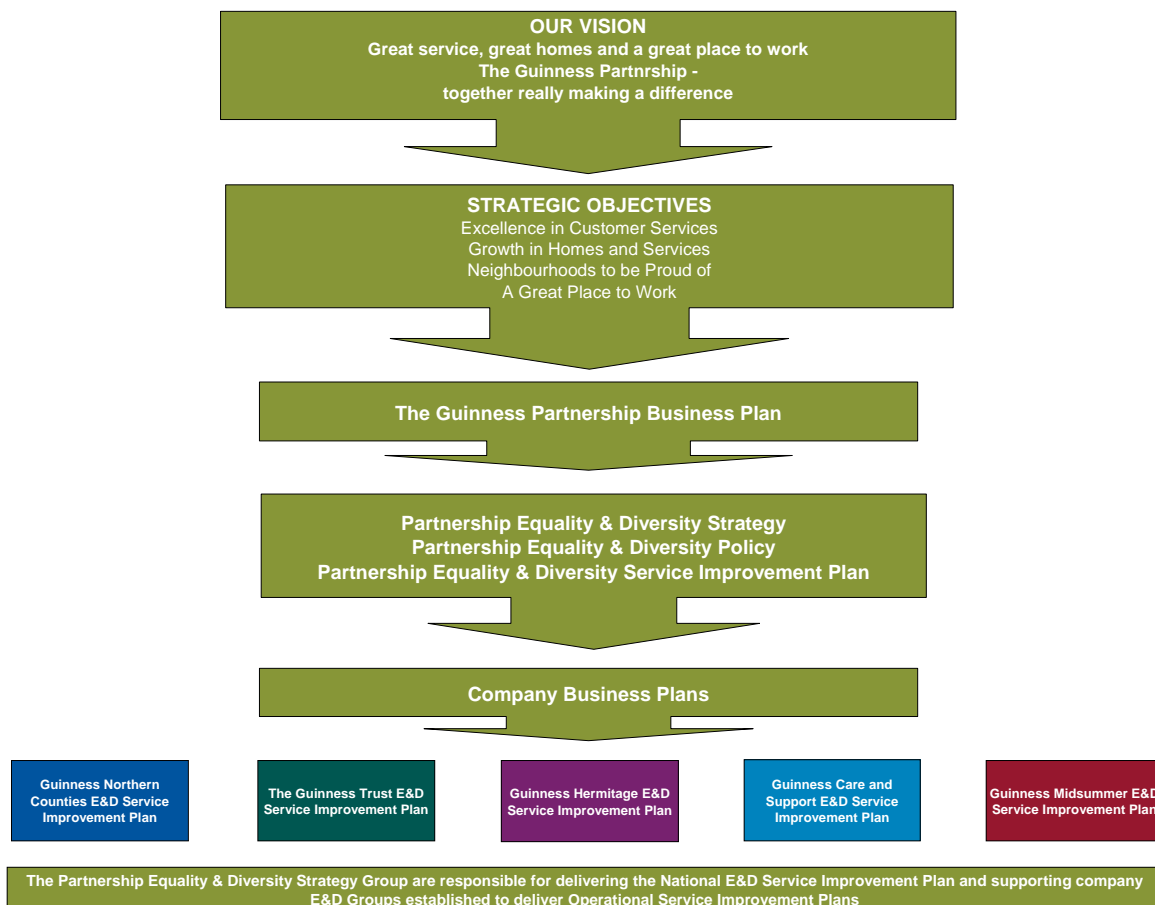 OUR VISION
Great service, great homes and a great place to work
The Guinness Partnrship -
together really making a difference
STRATEGIC OBJECTIVES
Excellence in Customer Services
Growth in Homes and Services
Neighbourhoods to be Proud of
A Great Place to Work
The Guinness Partnership Business Plan
Partnership Equality & Diversity Strategy
Partnership Equality & Diversity Policy
Partnership Equality & Diversity Service Improvement Plan
Company Business Plans
Guinness Northern
Counties E&D Service
Improvement Plan
The Guinness Trust E&D
Service Improvement Plan
Guinness Hermitage E&D
Service Improvement Plan
Guinness Care and
Support E&D Service
Improvement Plan
Guinness Midsummer E&D
Service Improvement Plan
The Partnership Equality & Diversity Strategy Group are responsible for delivering the National E&D Service Improvement Plan and supporting company
E&D Groups established to deliver Operational Service Improvement Plans